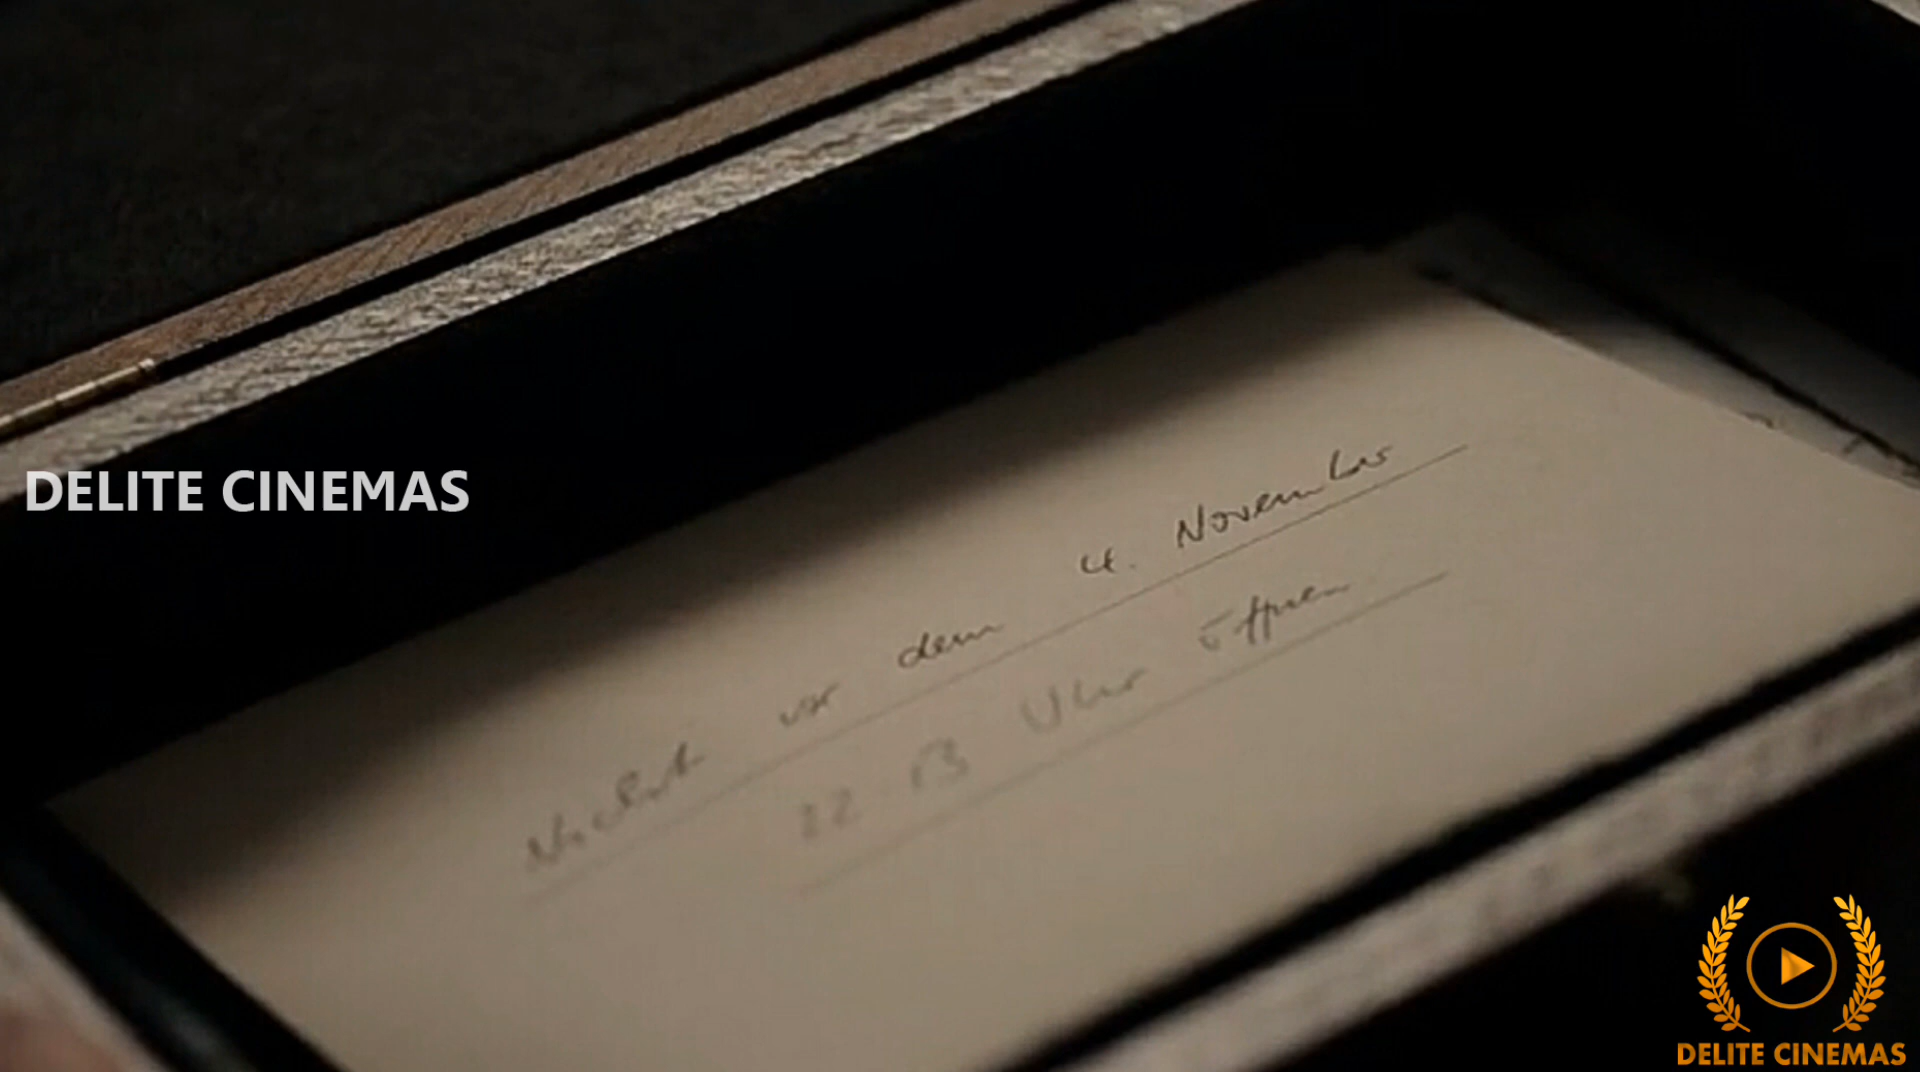 DELITE CINEMAS
Nicht vor dem 4. November
22:13 Uhr öffnen
DELITE CINEMAS